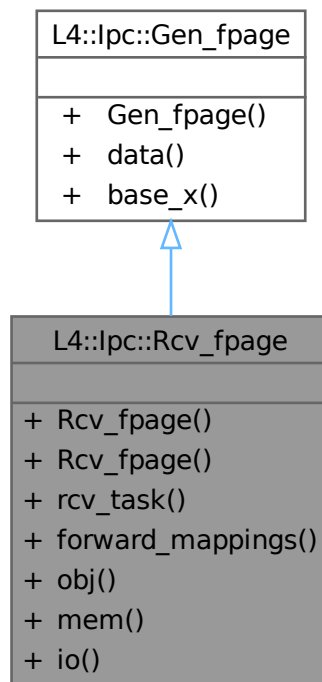 L4::Ipc::Gen_fpage
+ Gen_fpage()
+ data()
+ base_x()
L4::Ipc::Rcv_fpage
+ Rcv_fpage()
+ Rcv_fpage()
+ rcv_task()
+ forward_mappings()
+ obj()
+ mem()
+ io()